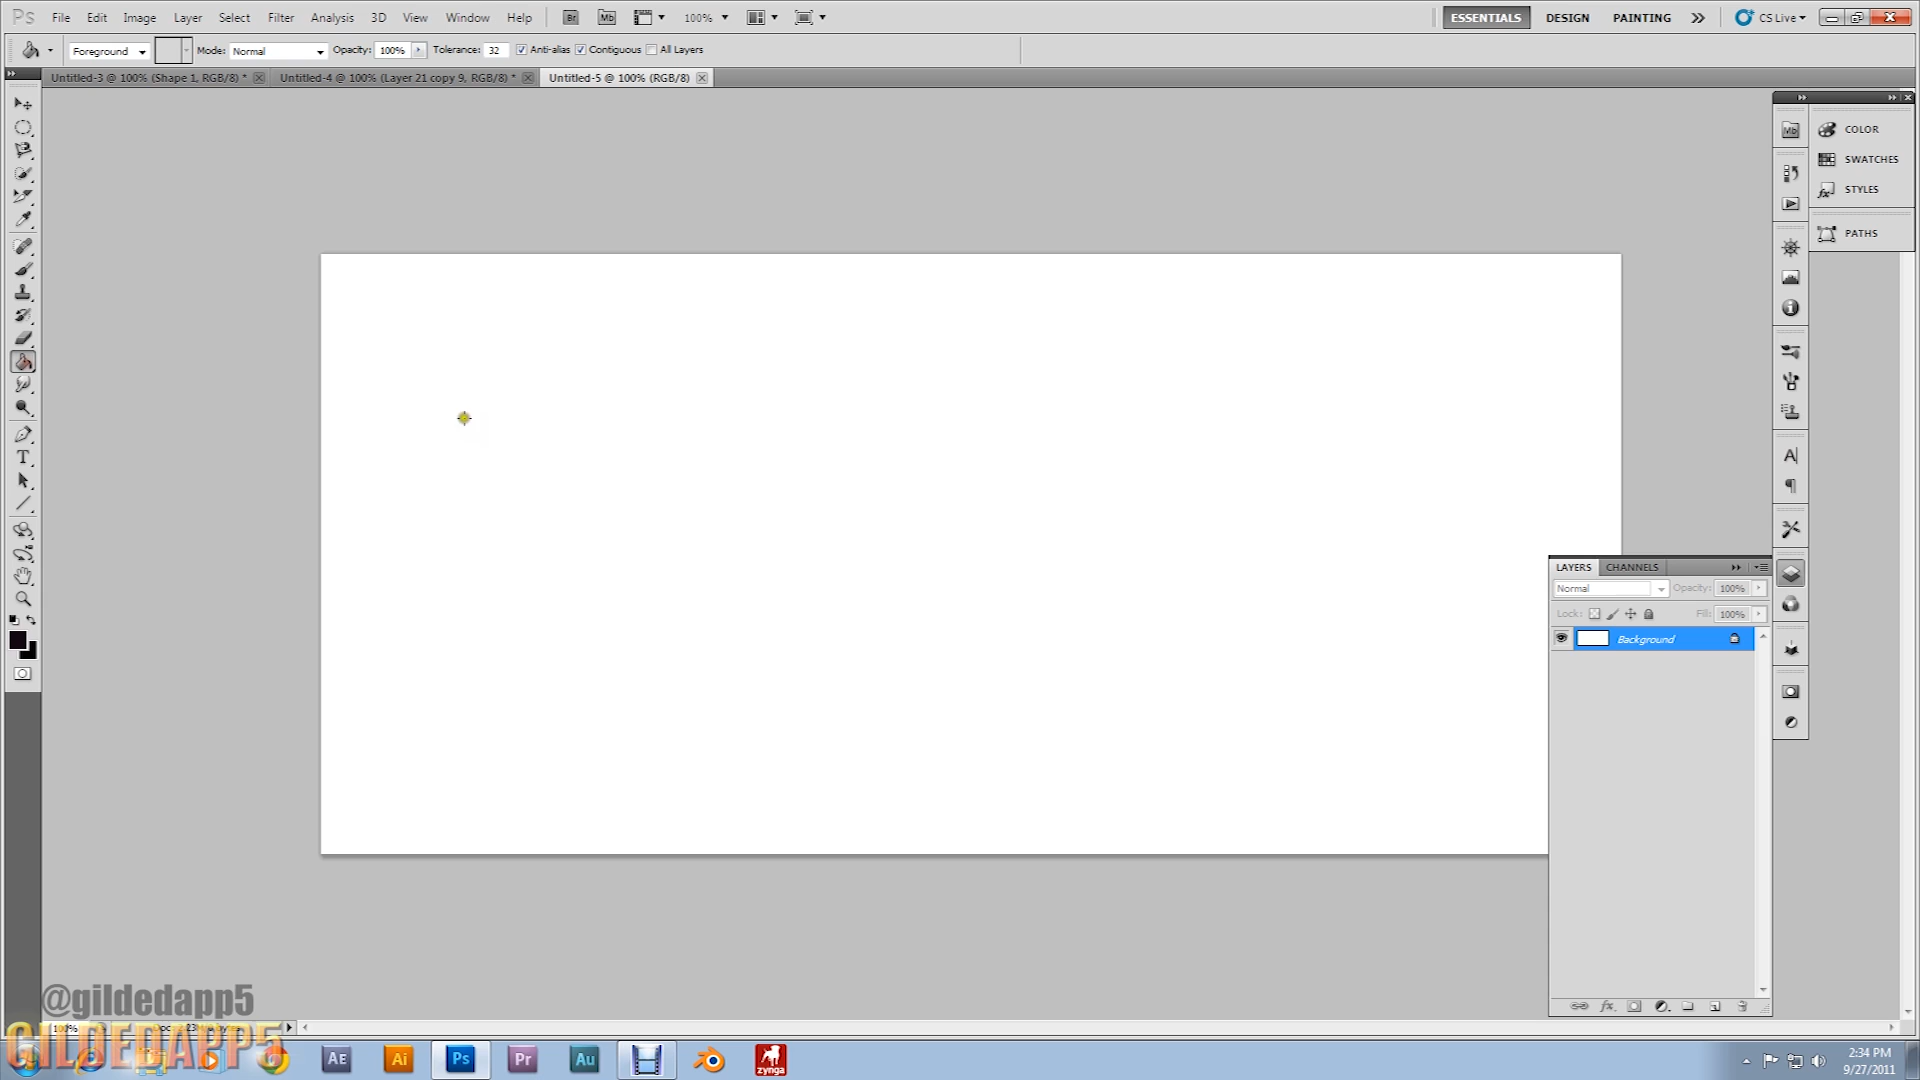 Ps File Edit Image Layer Select Filter Analysis 3D View Window Help Br Mb 100% ESSENTIALS DESIGN PAINTING CS Live
Foreground Mode: Normal Opacity: 100% Tolerance: 32 Anti-alias Contiguous All Layers
Untitled-3 @ 100% (Shape 1, RGB/8) * Untitled-4 @ 100% (Layer 21 copy 9, RGB/8) * Untitled-5 @ 100% (RGB/8)
Mb COLOR
SWATCHES
STYLES
PATHS
LAYERS CHANNELS
Normal Opacity: 100%
Lock: Fill: 100%
Background
@gildedapp5
100%
GILDEDAPP5
AE Ai Ps Pr Au zynga
2:34 PM
9/27/2011